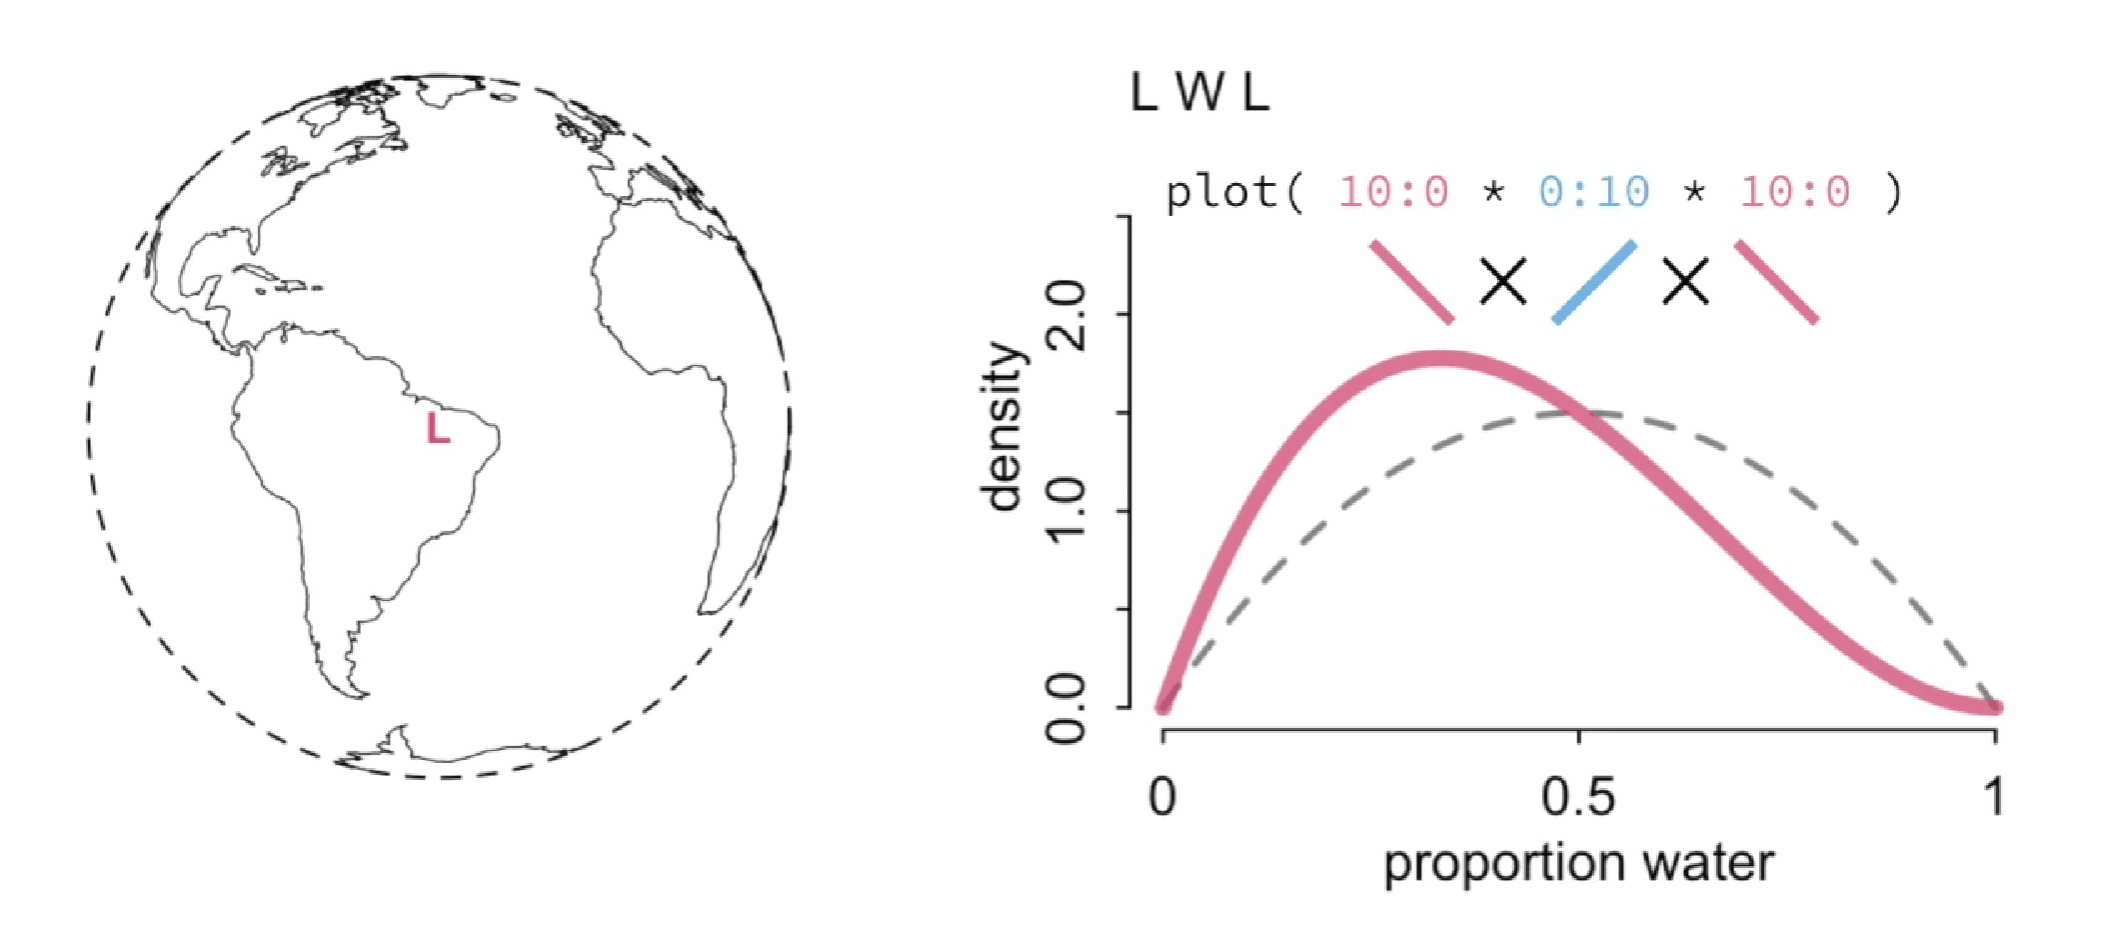 L
L W L
plot( 10:0 * 0:10 * 10:0 )
density
2.0
1.0
0.0
0
0.5
1
proportion water